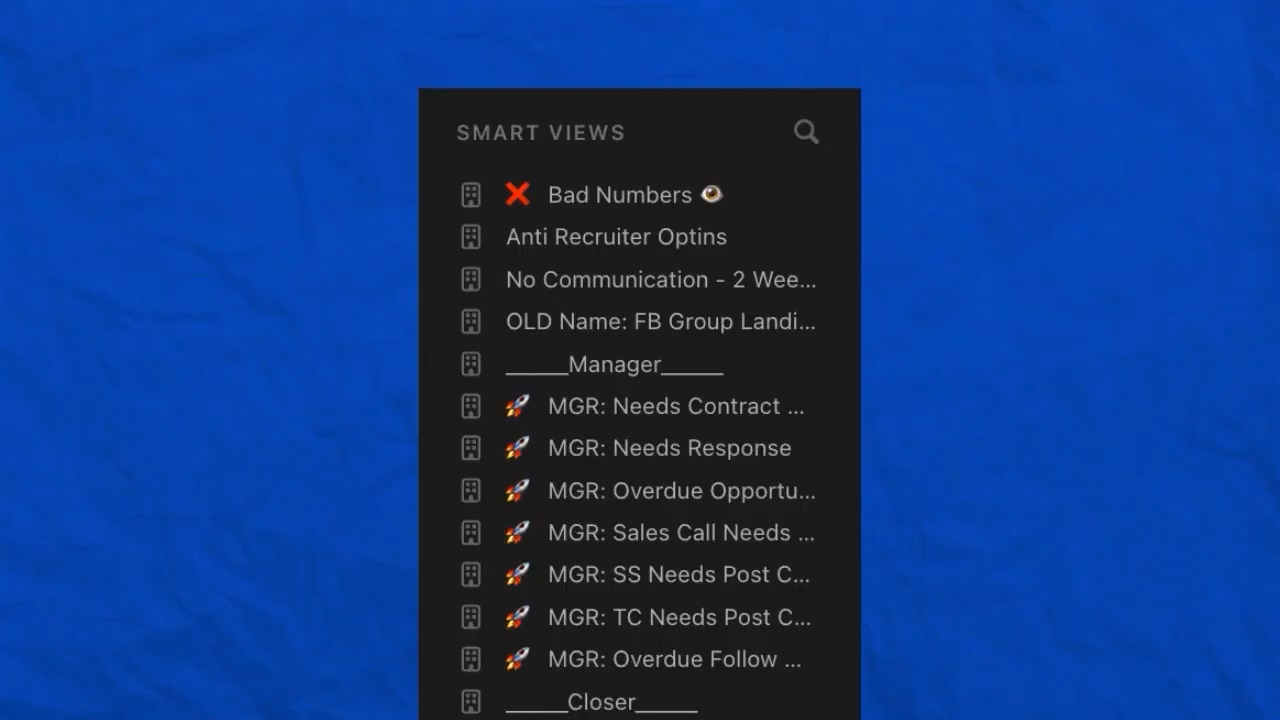 SMART VIEWS
❌ Bad Numbers 👁
Anti Recruiter Optins
No Communication - 2 Wee...
OLD Name: FB Group Landi...
______Manager______
🚀 MGR: Needs Contract ...
🚀 MGR: Needs Response
🚀 MGR: Overdue Opportu...
🚀 MGR: Sales Call Needs ...
🚀 MGR: SS Needs Post C...
🚀 MGR: TC Needs Post C...
🚀 MGR: Overdue Follow ...
______Closer______